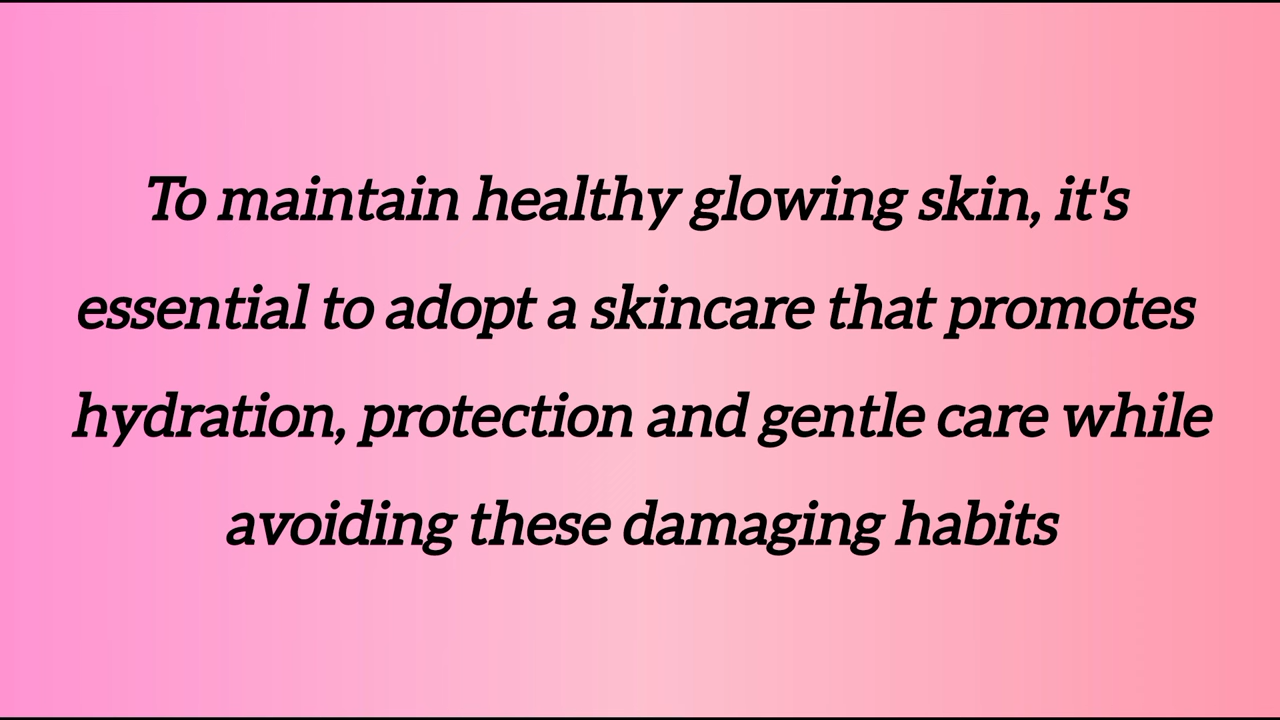 To maintain healthy glowing skin, it's
essential to adopt a skincare that promotes
hydration, protection and gentle care while
avoiding these damaging habits